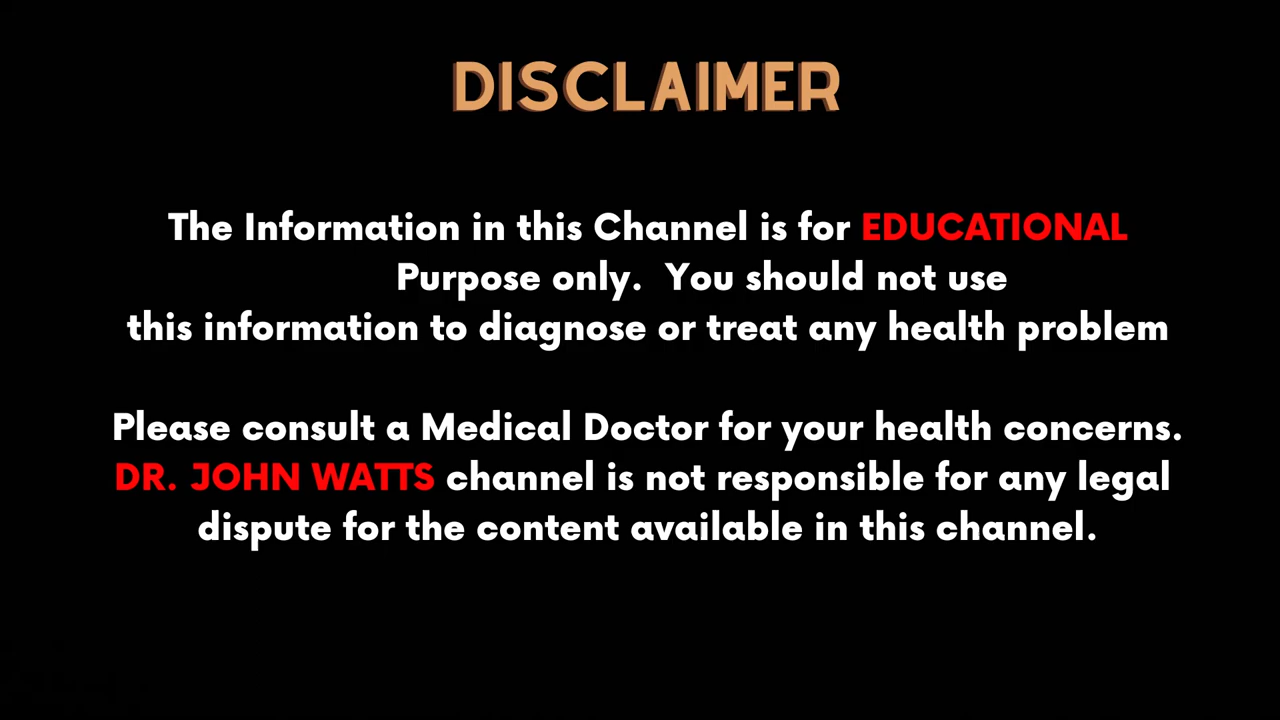 DISCLAIMER
The Information in this Channel is for EDUCATIONAL
Purpose only.  You should not use
this information to diagnose or treat any health problem
Please consult a Medical Doctor for your health concerns.
DR. JOHN WATTS channel is not responsible for any legal
dispute for the content available in this channel.